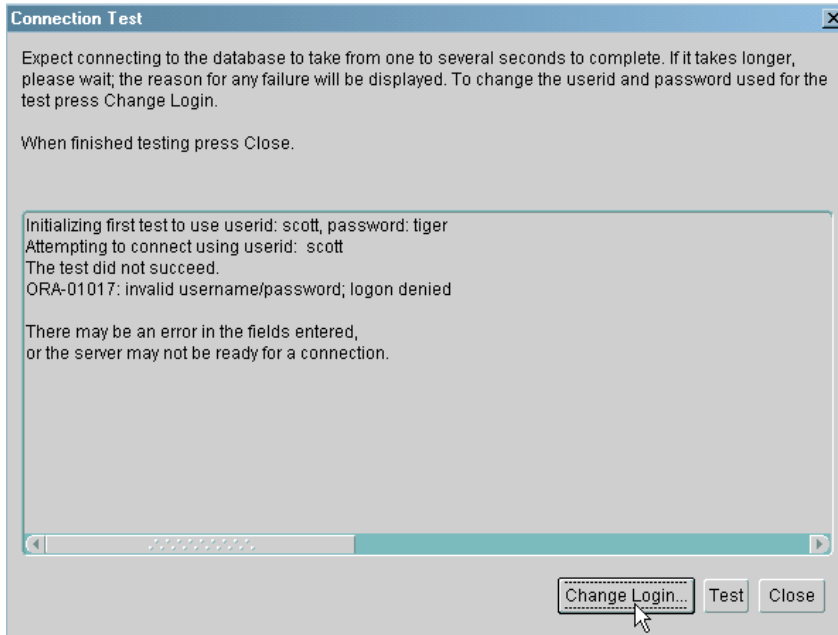 Connection Test
Expect connecting to the database to take from one to several seconds to complete. If it takes longer,
please wait; the reason for any failure will be displayed. To change the userid and password used for the
test press Change Login.
When finished testing press Close.
Initializing first test to use userid: scott, password: tiger
Attempting to connect using userid:  scott
The test did not succeed.
ORA-01017: invalid username/password; logon denied
There may be an error in the fields entered,
or the server may not be ready for a connection.
Change Login... Test Close